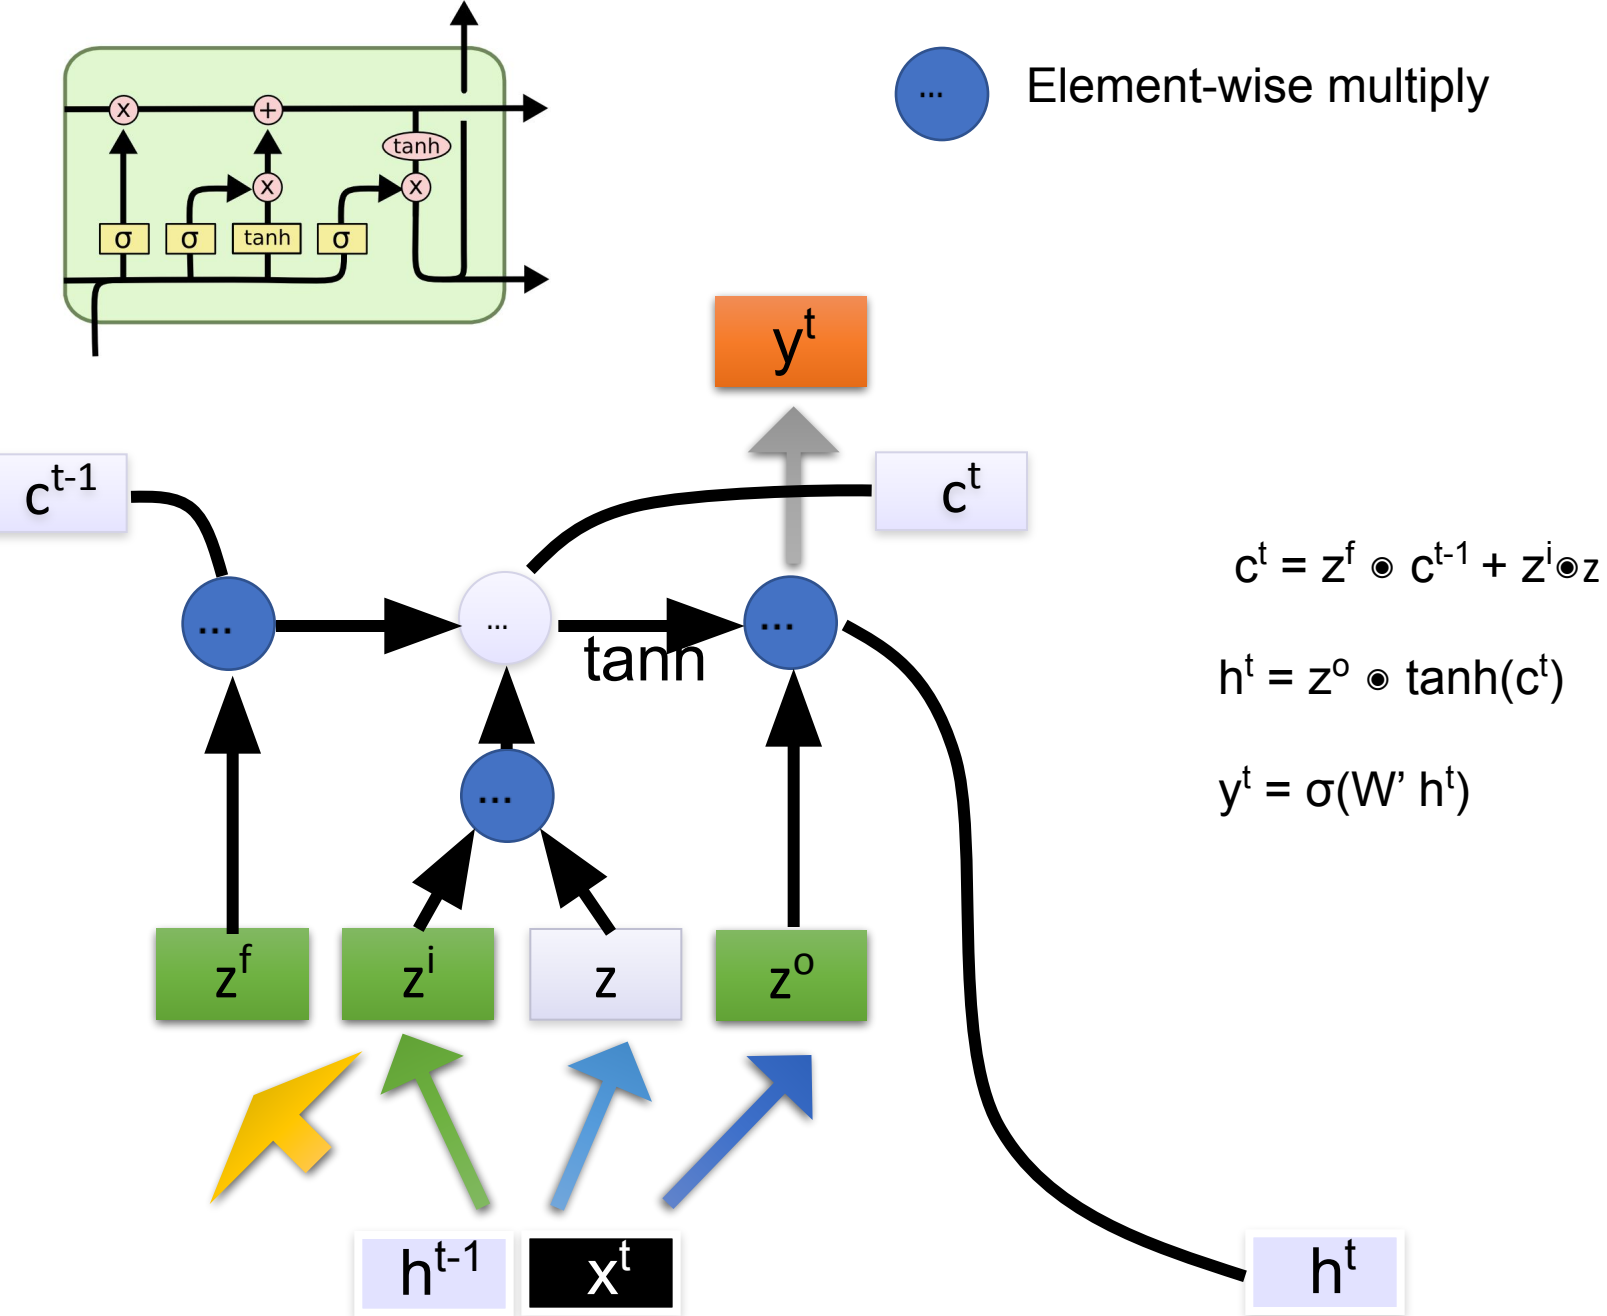 x
+
tanh
x
x
σ
σ
tanh
σ
... Element-wise multiply
yᵗ
cᵗ⁻¹
cᵗ
cᵗ = zᶠ ◉ cᵗ⁻¹ + zⁱ◉z
...
...
...
tanh
hᵗ = zᵒ ◉ tanh(cᵗ)
...
yᵗ = σ(W’ hᵗ)
zᶠ
zⁱ
z
zᵒ
hᵗ⁻¹
xᵗ
hᵗ